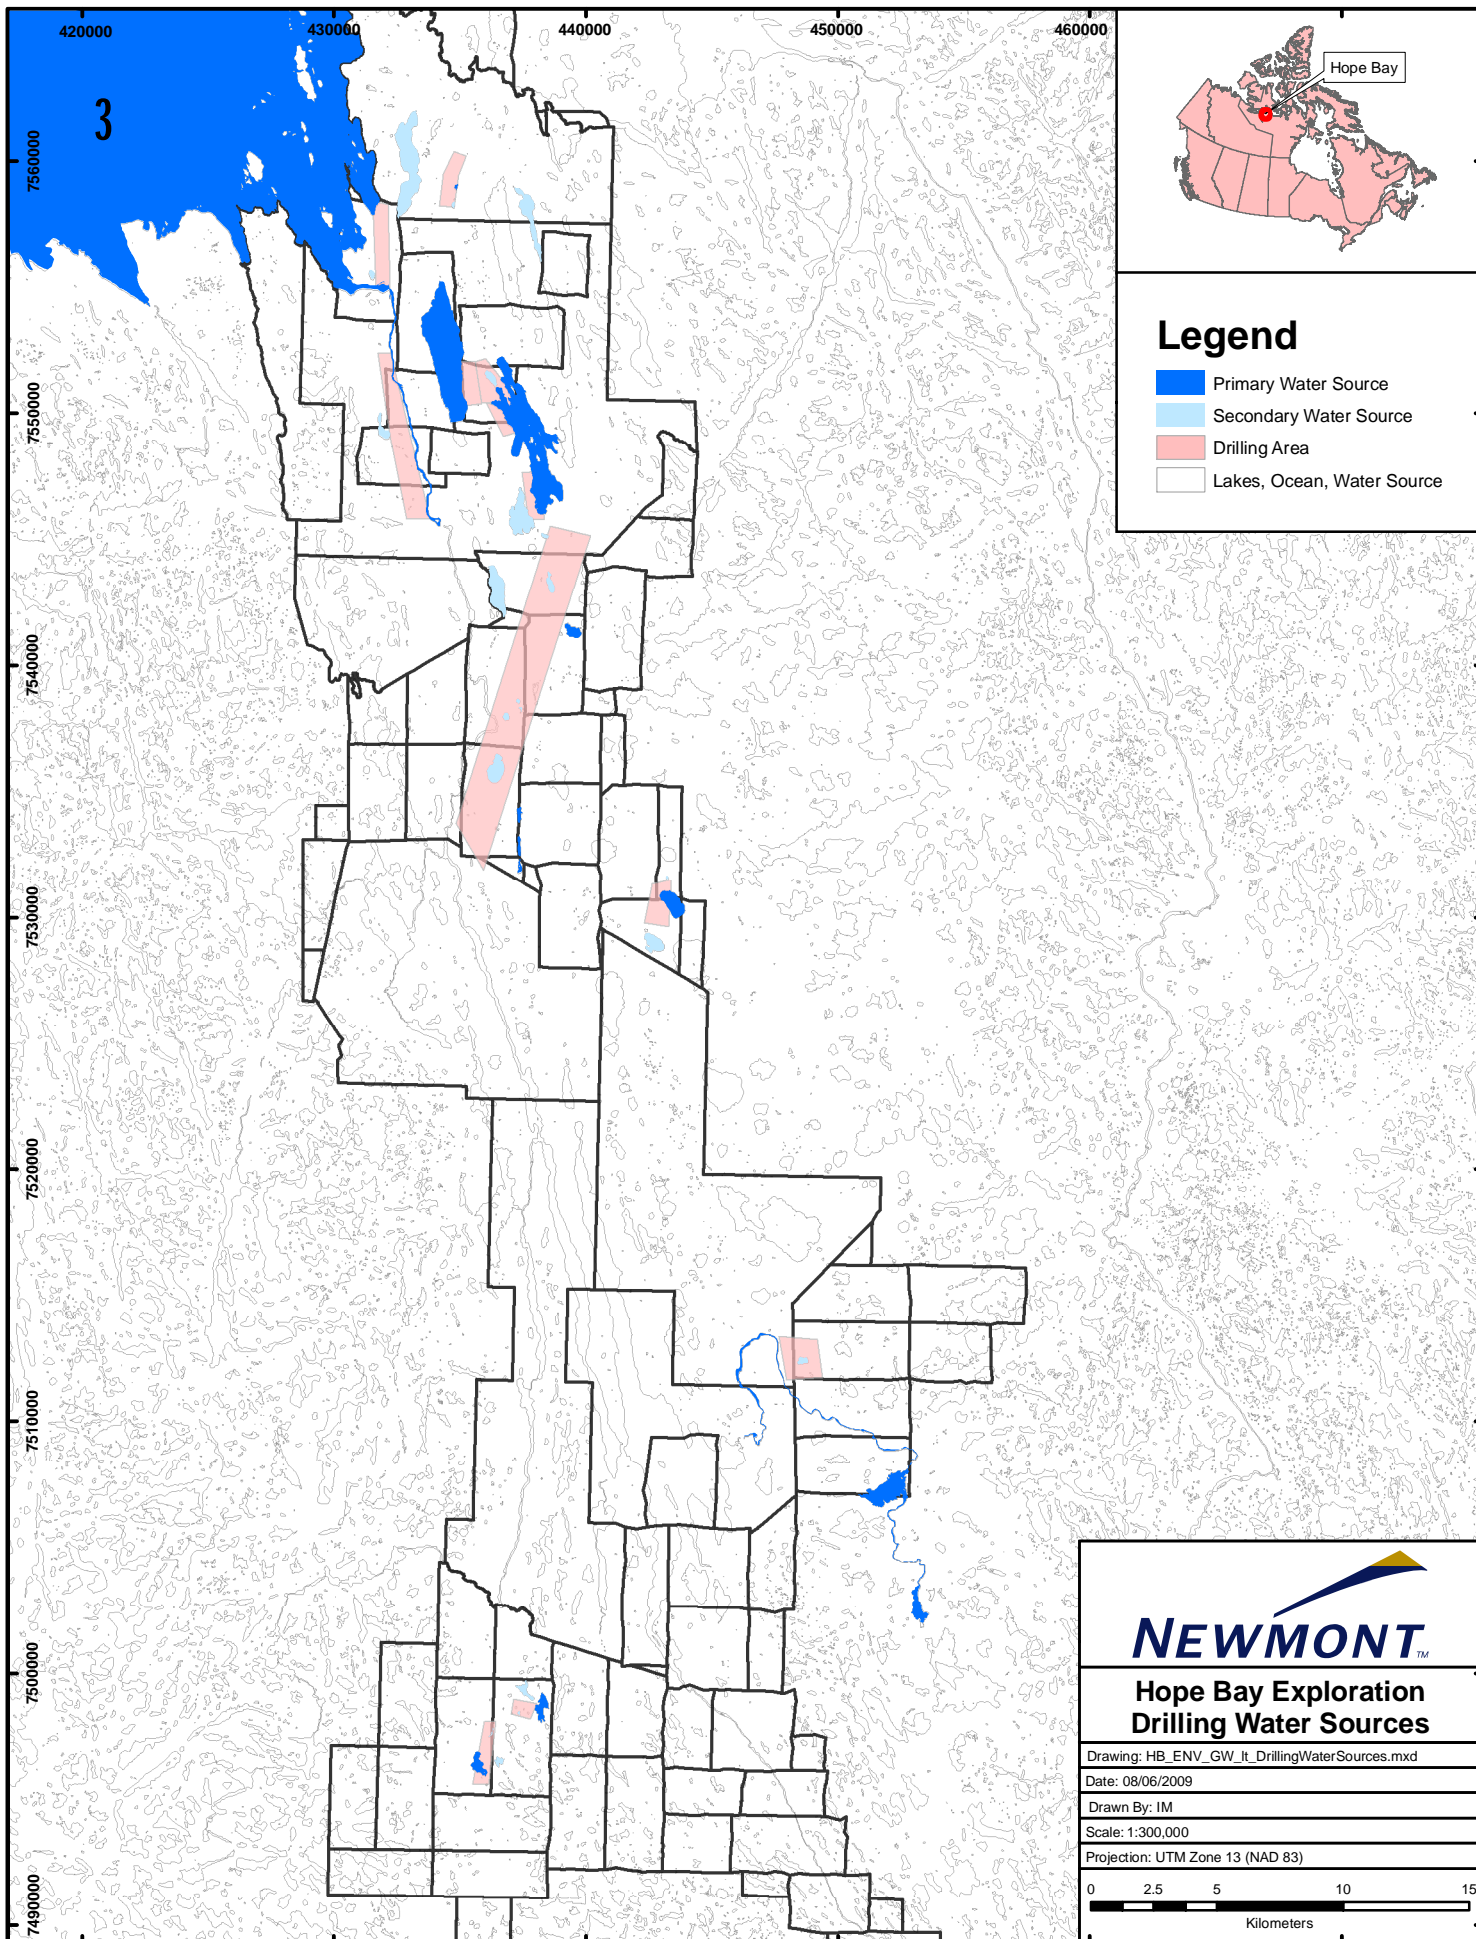 420000
430000
440000
450000
460000
3
7560000
7550000
7540000
7530000
7520000
7510000
7500000
7490000
Hope Bay
Legend
Primary Water Source
Secondary Water Source
Drilling Area
Lakes, Ocean, Water Source
NEWMONT TM
Hope Bay Exploration
Drilling Water Sources
Drawing: HB_ENV_GW_lt_DrillingWaterSources.mxd
Date: 08/06/2009
Drawn By: IM
Scale: 1:300,000
Projection: UTM Zone 13 (NAD 83)
0 2.5 5 10 15
Kilometers